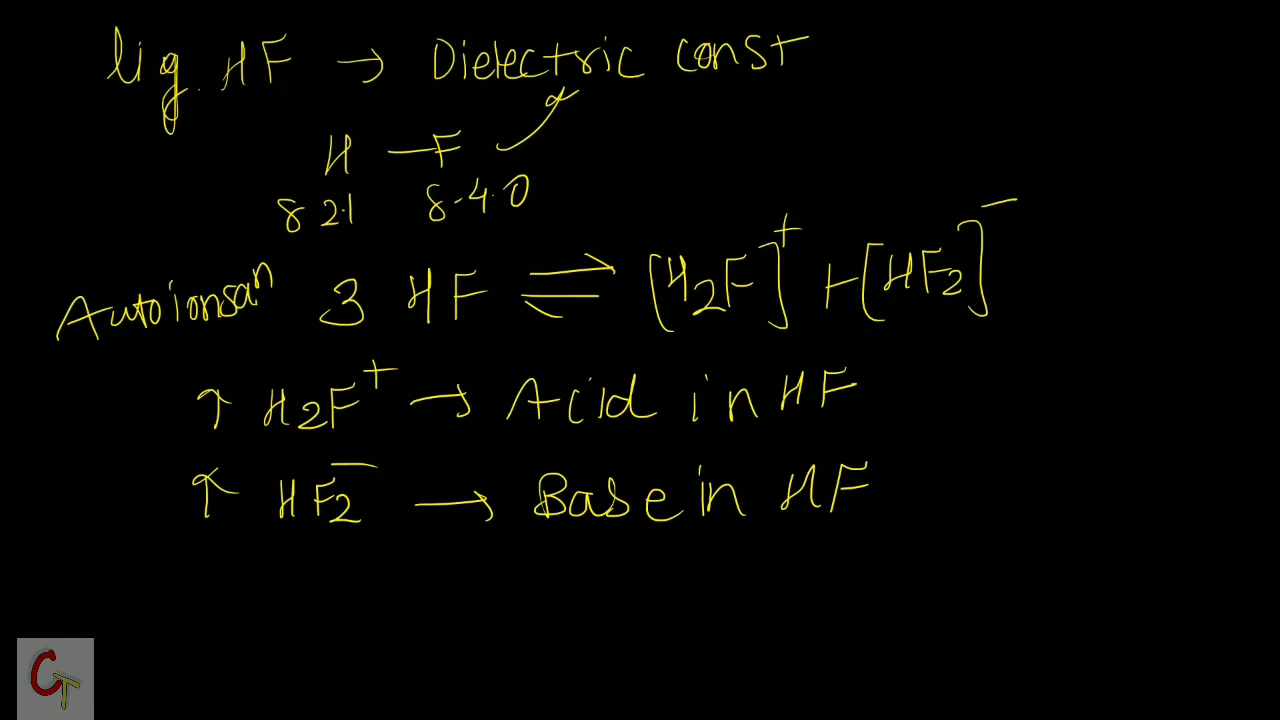 liq. HF → Dielectric const
H — F
δ 2.1 δ - 4.0
Autoionsan 3 HF ⇌ [H2F]+ + [HF2]-
↑ H2F+ → Acid in HF
↑ HF2- → Base in HF
CT